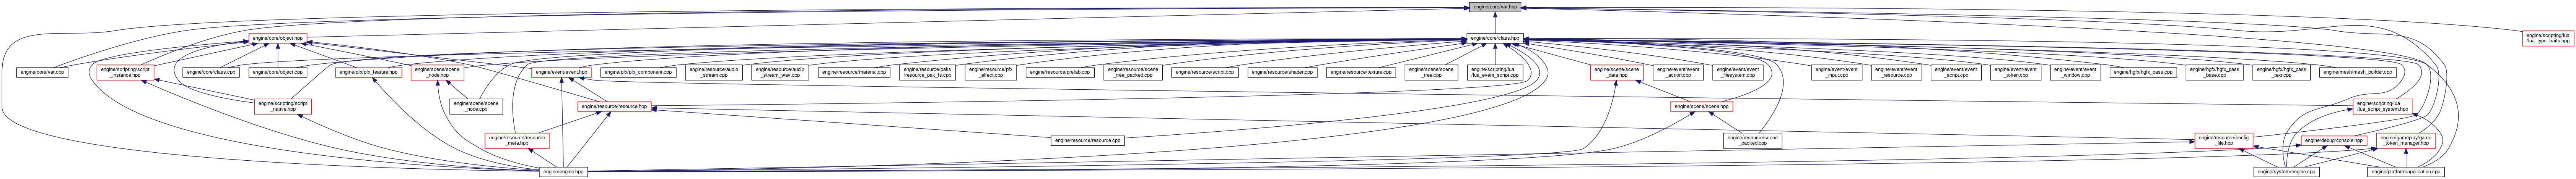 engine/core/var.hpp
engine/core/object.hpp
engine/core/class.hpp
engine/scripting/lua
/lua_type_traits.hpp
engine/core/var.cpp
engine/scripting/script
_instance.hpp
engine/core/class.cpp
engine/core/object.cpp
engine/pfx/pfx_feature.hpp
engine/scene/scene
_node.hpp
engine/event/event.hpp
engine/pfx/pfx_component.cpp
engine/resource/audio
_stream.cpp
engine/resource/audio
_stream_wav.cpp
engine/resource/material.cpp
engine/resource/paks
/resource_pak_fs.cpp
engine/resource/pfx
_effect.cpp
engine/resource/prefab.cpp
engine/resource/scene
_tree_packed.cpp
engine/resource/script.cpp
engine/resource/shader.cpp
engine/resource/texture.cpp
engine/scene/scene
_tree.cpp
engine/scripting/lua
/lua_event_script.cpp
engine/scene/scene
_data.hpp
engine/event/event
_action.cpp
engine/event/event
_filesystem.cpp
engine/event/event
_input.cpp
engine/event/event
_resource.cpp
engine/event/event
_script.cpp
engine/event/event
_token.cpp
engine/event/event
_window.cpp
engine/hgfx/hgfx_pass.cpp
engine/hgfx/hgfx_pass
_base.cpp
engine/hgfx/hgfx_pass
_text.cpp
engine/mesh/mesh_builder.cpp
engine/scripting/script
_native.hpp
engine/scene/scene
_node.cpp
engine/resource/resource.hpp
engine/scene/scene.hpp
engine/scripting/lua
/lua_script_system.hpp
engine/resource/resource
_meta.hpp
engine/resource/resource.cpp
engine/resource/scene
_packed.cpp
engine/resource/config
_file.hpp
engine/debug/console.hpp
engine/gameplay/game
_token_manager.hpp
engine/engine.hpp
engine/system/engine.cpp
engine/platform/application.cpp